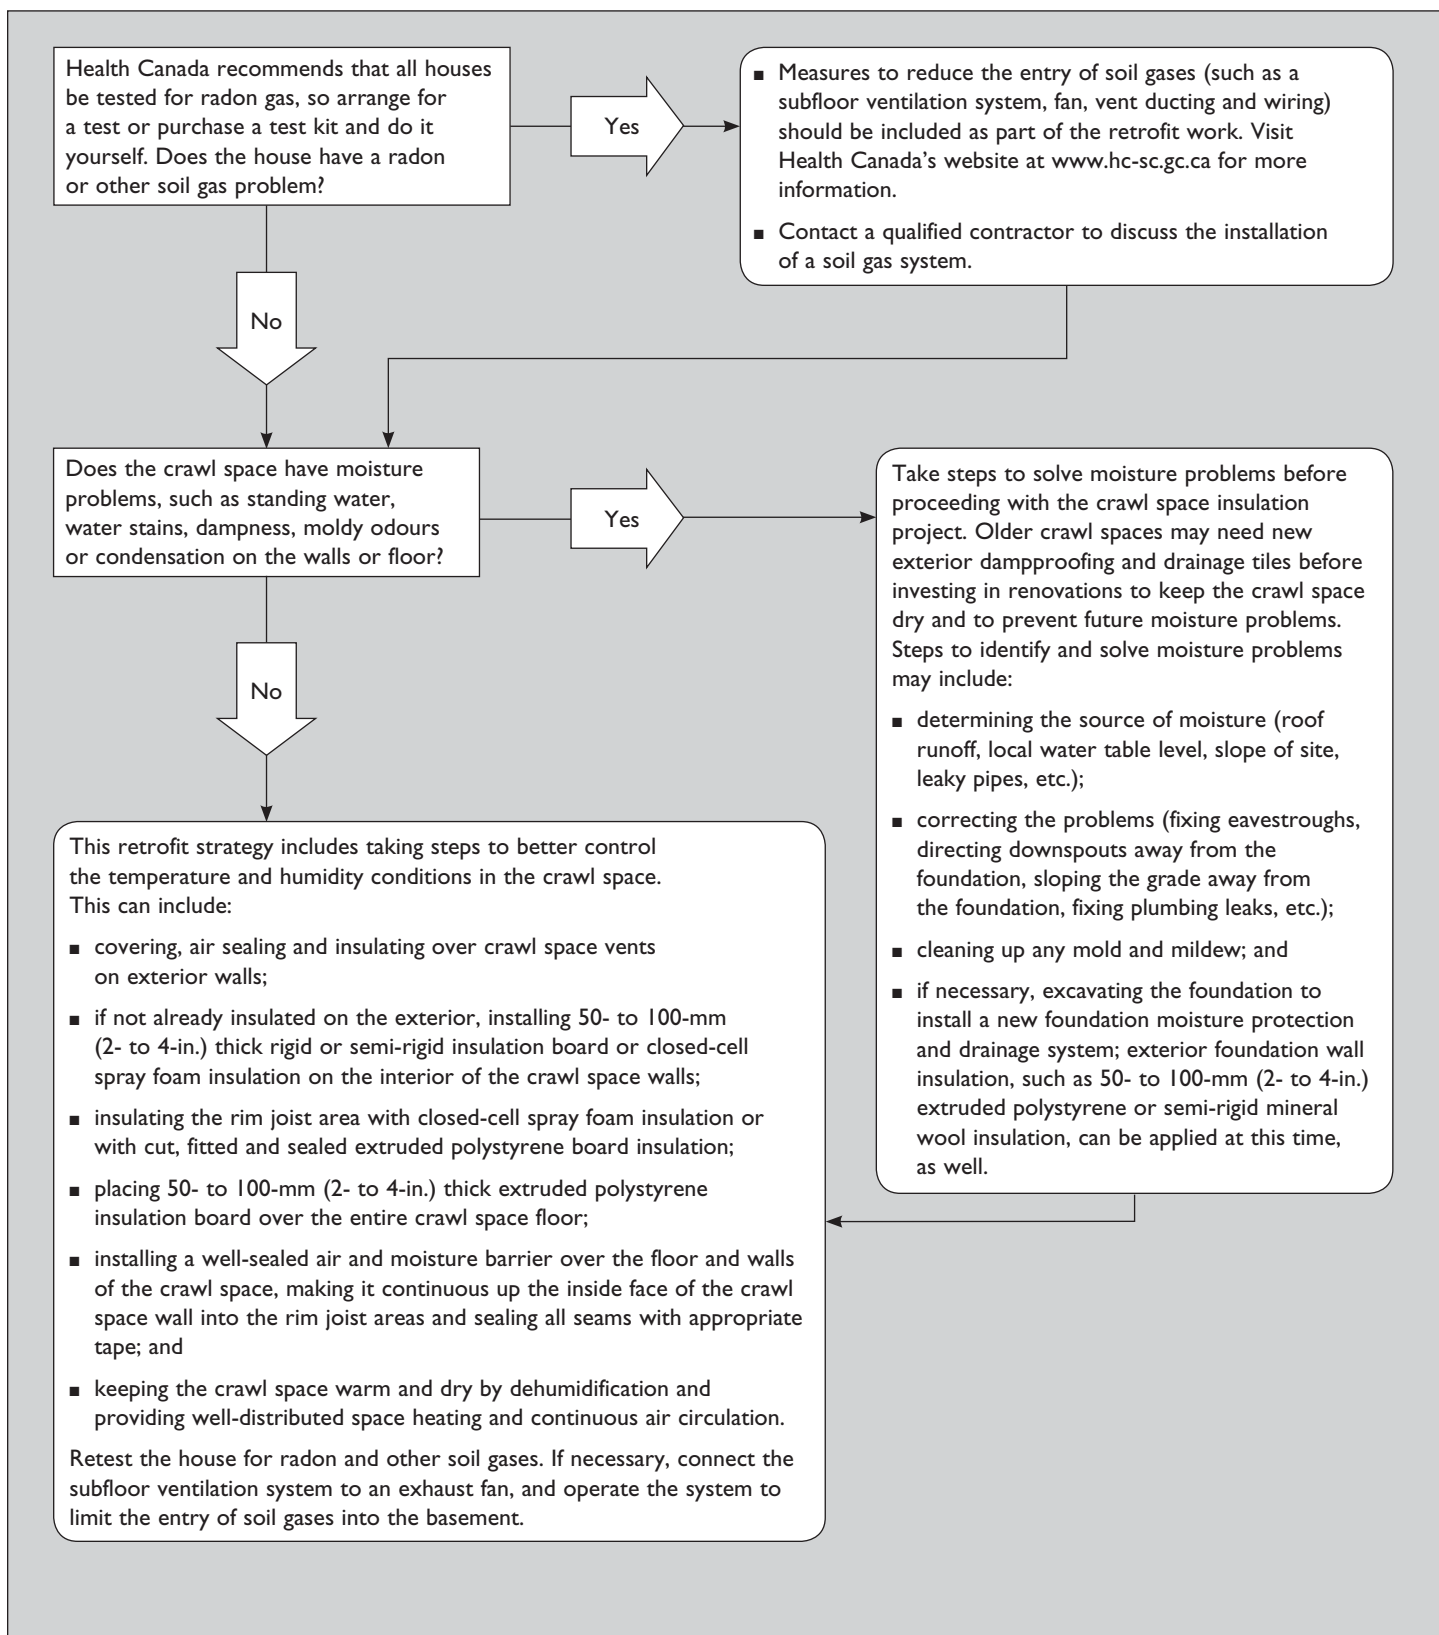 Health Canada recommends that all houses
be tested for radon gas, so arrange for
a test or purchase a test kit and do it
yourself. Does the house have a radon
or other soil gas problem?
Yes
■ Measures to reduce the entry of soil gases (such as a
subfloor ventilation system, fan, vent ducting and wiring)
should be included as part of the retrofit work. Visit
Health Canada's website at www.hc-sc.gc.ca for more
information.
■ Contact a qualified contractor to discuss the installation
of a soil gas system.
No
Does the crawl space have moisture
problems, such as standing water,
water stains, dampness, moldy odours
or condensation on the walls or floor?
Yes
Take steps to solve moisture problems before
proceeding with the crawl space insulation
project. Older crawl spaces may need new
exterior dampproofing and drainage tiles before
investing in renovations to keep the crawl space
dry and to prevent future moisture problems.
Steps to identify and solve moisture problems
may include:
■ determining the source of moisture (roof
runoff, local water table level, slope of site,
leaky pipes, etc.);
■ correcting the problems (fixing eavestroughs,
directing downspouts away from the
foundation, sloping the grade away from
the foundation, fixing plumbing leaks, etc.);
■ cleaning up any mold and mildew; and
■ if necessary, excavating the foundation to
install a new foundation moisture protection
and drainage system; exterior foundation wall
insulation, such as 50- to 100-mm (2- to 4-in.)
extruded polystyrene or semi-rigid mineral
wool insulation, can be applied at this time,
as well.
No
This retrofit strategy includes taking steps to better control
the temperature and humidity conditions in the crawl space.
This can include:
■ covering, air sealing and insulating over crawl space vents
on exterior walls;
■ if not already insulated on the exterior, installing 50- to 100-mm
(2- to 4-in.) thick rigid or semi-rigid insulation board or closed-cell
spray foam insulation on the interior of the crawl space walls;
■ insulating the rim joist area with closed-cell spray foam insulation or
with cut, fitted and sealed extruded polystyrene board insulation;
■ placing 50- to 100-mm (2- to 4-in.) thick extruded polystyrene
insulation board over the entire crawl space floor;
■ installing a well-sealed air and moisture barrier over the floor and walls
of the crawl space, making it continuous up the inside face of the crawl
space wall into the rim joist areas and sealing all seams with appropriate
tape; and
■ keeping the crawl space warm and dry by dehumidification and
providing well-distributed space heating and continuous air circulation.
Retest the house for radon and other soil gases. If necessary, connect the
subfloor ventilation system to an exhaust fan, and operate the system to
limit the entry of soil gases into the basement.